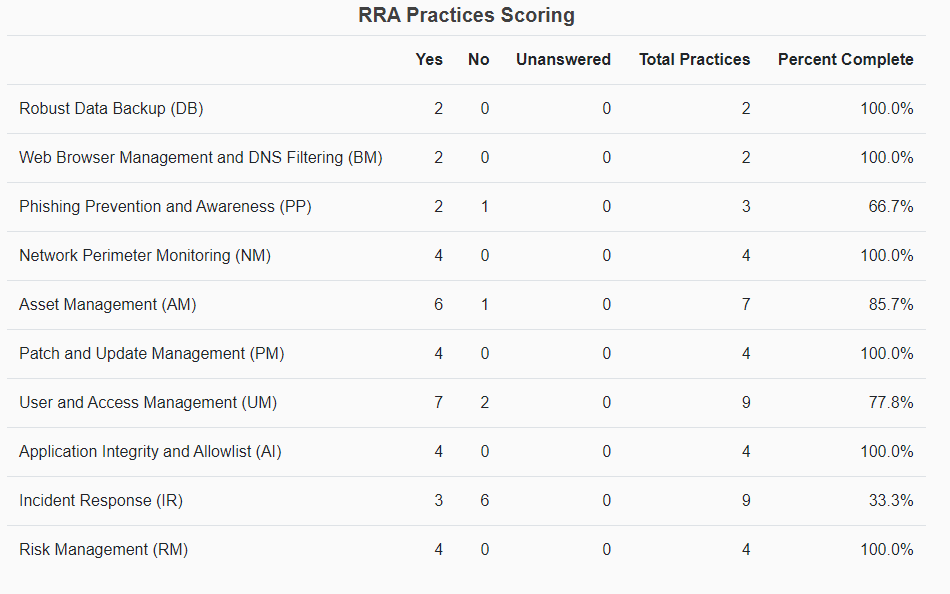 RRA Practices Scoring
Yes No Unanswered Total Practices Percent Complete
Robust Data Backup (DB) 2 0 0 2 100.0%
Web Browser Management and DNS Filtering (BM) 2 0 0 2 100.0%
Phishing Prevention and Awareness (PP) 2 1 0 3 66.7%
Network Perimeter Monitoring (NM) 4 0 0 4 100.0%
Asset Management (AM) 6 1 0 7 85.7%
Patch and Update Management (PM) 4 0 0 4 100.0%
User and Access Management (UM) 7 2 0 9 77.8%
Application Integrity and Allowlist (AI) 4 0 0 4 100.0%
Incident Response (IR) 3 6 0 9 33.3%
Risk Management (RM) 4 0 0 4 100.0%